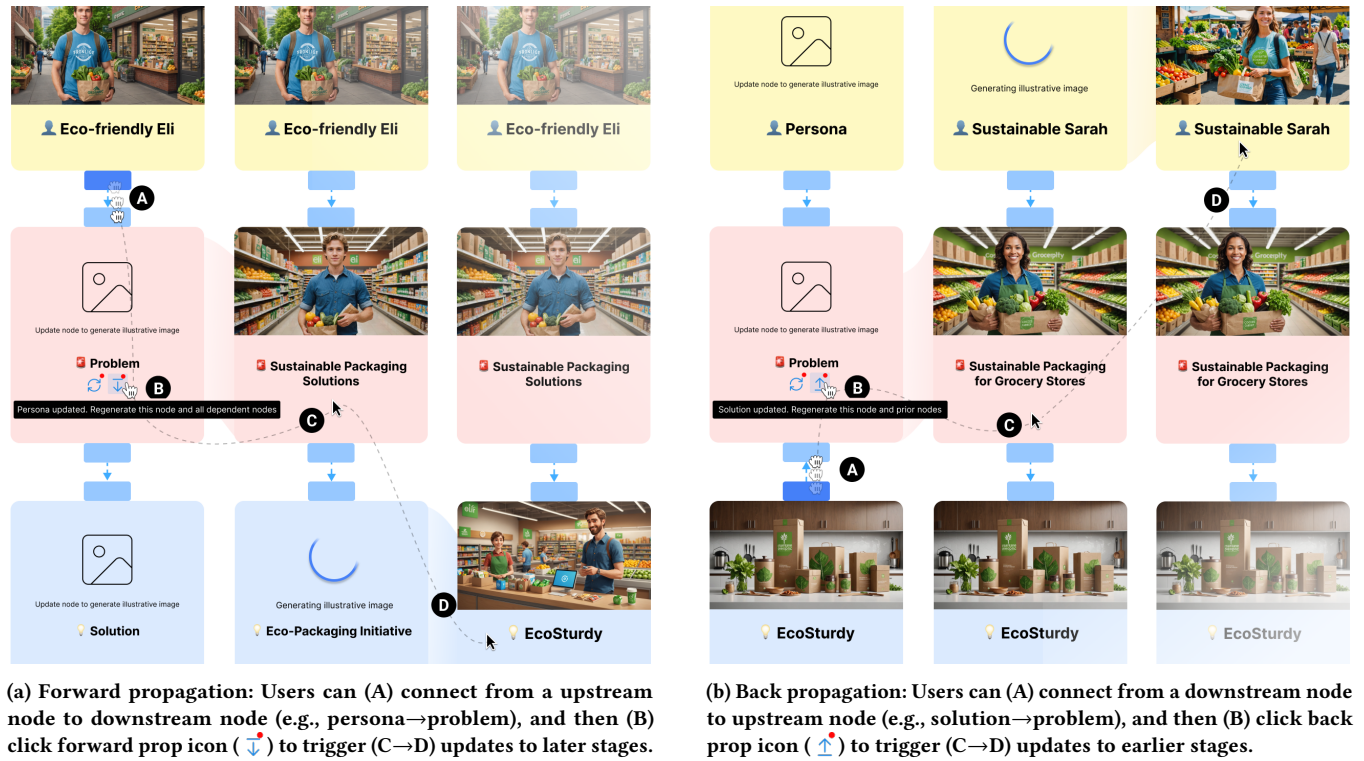 Update node to generate illustrative image
Generating illustrative image
Eco-friendly Eli
Eco-friendly Eli
Eco-friendly Eli
Persona
Sustainable Sarah
Sustainable Sarah
A
D
Update node to generate illustrative image
Problem
B
Persona updated. Regenerate this node and all dependent nodes
Sustainable Packaging
Solutions
C
Sustainable Packaging
Solutions
Update node to generate illustrative image
Problem
B
Solution updated. Regenerate this node and prior nodes
Sustainable Packaging
for Grocery Stores
C
Sustainable Packaging
for Grocery Stores
A
Update node to generate illustrative image
Solution
Generating illustrative image
Eco-Packaging Initiative
D
EcoSturdy
EcoSturdy
EcoSturdy
EcoSturdy
(a) Forward propagation: Users can (A) connect from a upstream
node to downstream node (e.g., persona→problem), and then (B)
click forward prop icon ( ) to trigger (C→D) updates to later stages.
(b) Back propagation: Users can (A) connect from a downstream node
to upstream node (e.g., solution→problem), and then (B) click back
prop icon ( ) to trigger (C→D) updates to earlier stages.